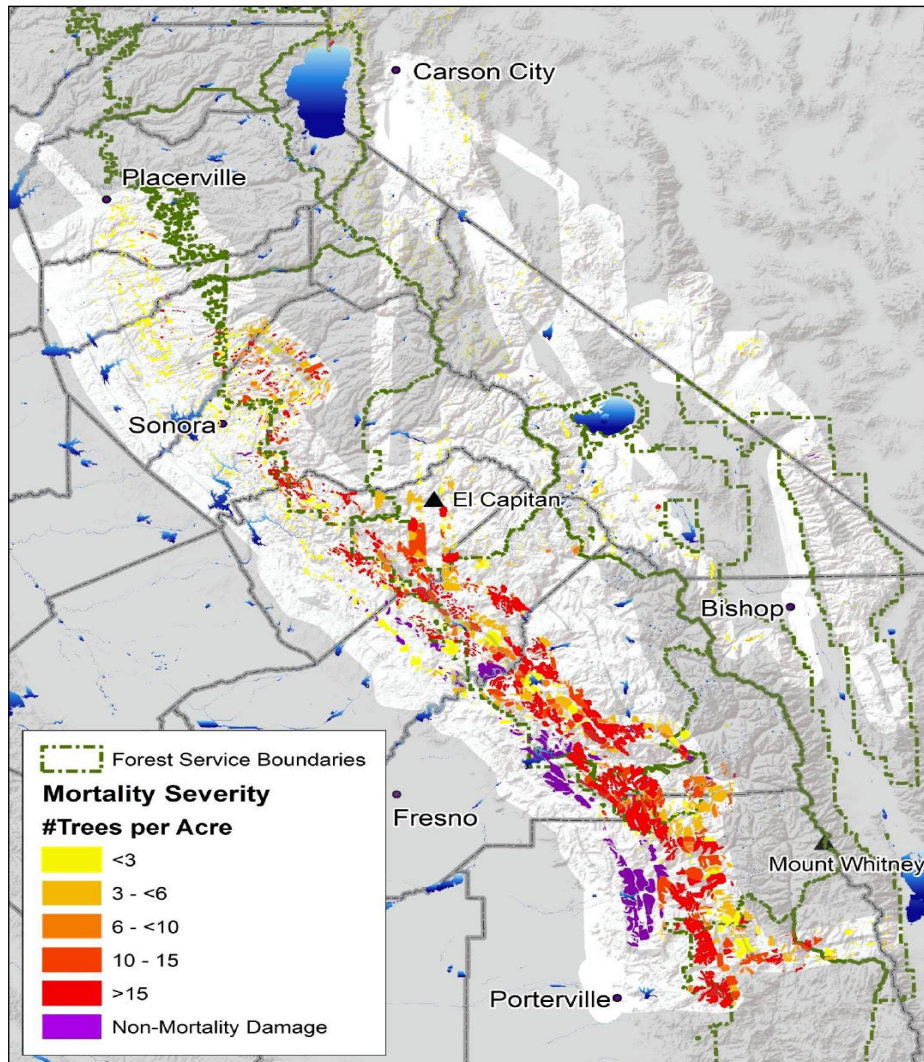 Carson City
Placerville
Sonora
El Capitan
Bishop
Forest Service Boundaries
Mortality Severity
#Trees per Acre
<3
3 - <6
6 - <10
10 - 15
>15
Non-Mortality Damage
Fresno
Mount Whitney
Porterville